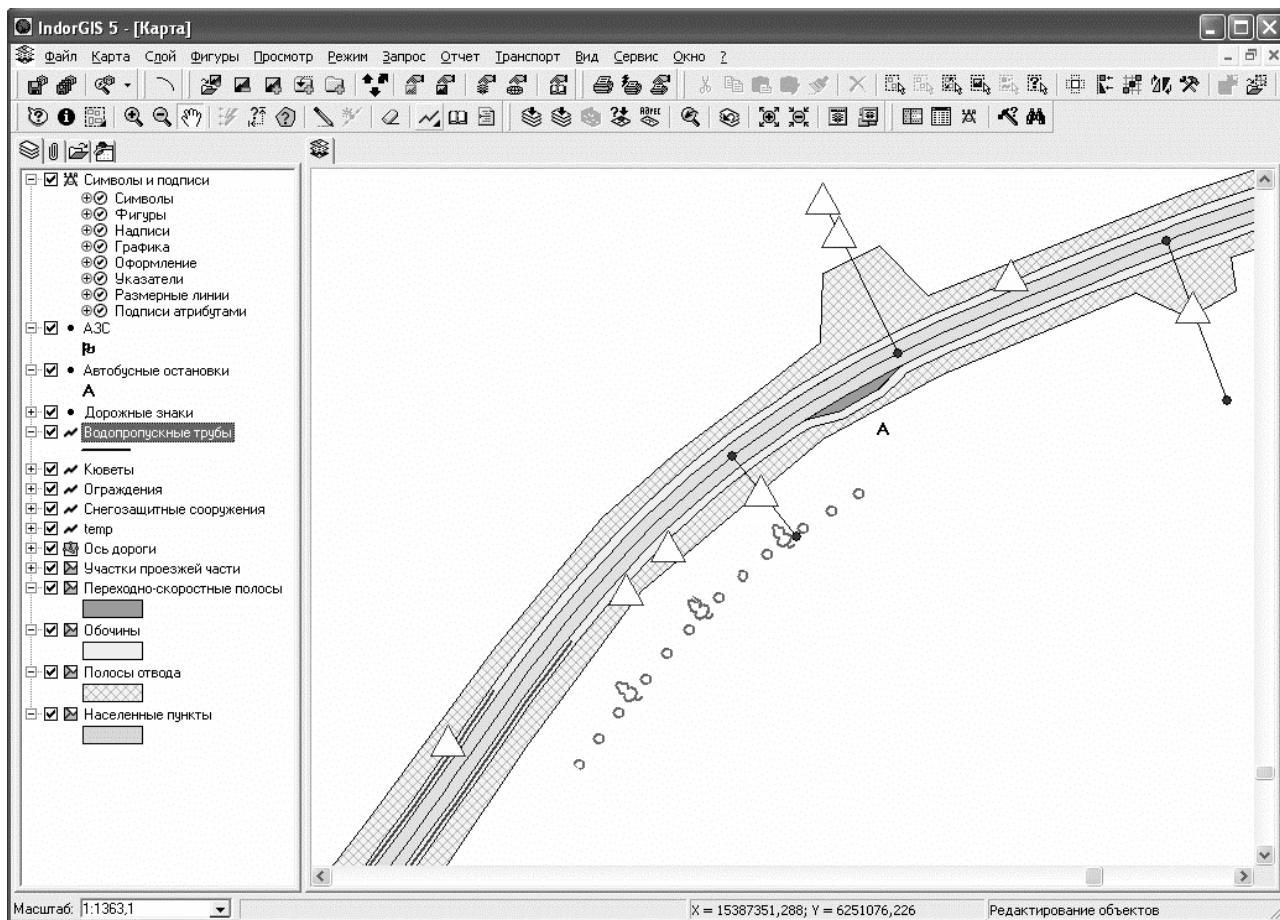 IndorGIS 5 - [Карта]
Файл Карта Слой Фигуры Просмотр Режим Запрос Отчет Транспорт Вид Сервис Окно ?
АДРЕС
Символы и подписи
Символы
Фигуры
Надписи
Графика
Оформление
Указатели
Размерные линии
Подписи атрибутами
АЗС
Автобусные остановки
А
Дорожные знаки
Водопропускные трубы
Кюветы
Ограждения
Снегозащитные сооружения
temp
Ось дороги
Участки проезжей части
Переходно-скоростные полосы
Обочины
Полосы отвода
Населенные пункты
А
Масштаб: 1:1363,1
X = 15387351,288; Y = 6251076,226
Редактирование объектов